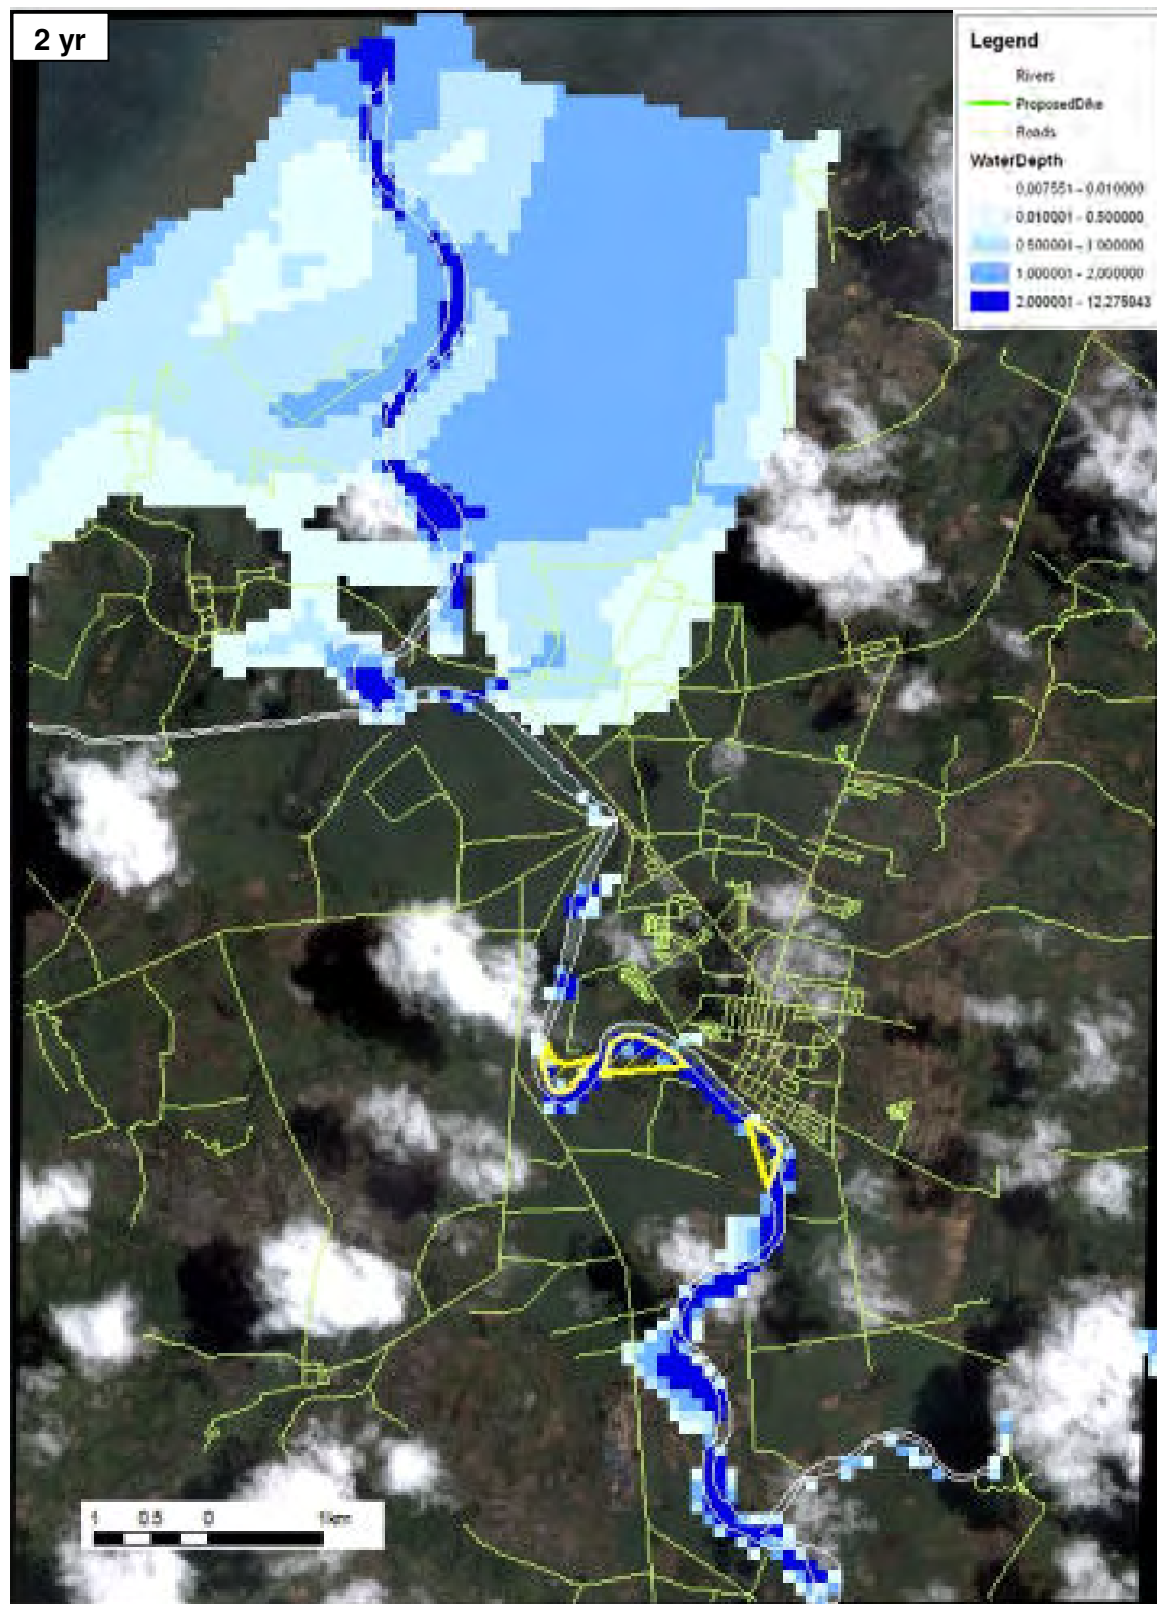 2 yr
Legend
Rivers
ProposedDike
Roads
WaterDepth
0.007551 - 0.010000
0.010001 - 0.500000
0.500001 - 1.000000
1.000001 - 2.000000
2.000001 - 12.275943
1 0.5 0 1km